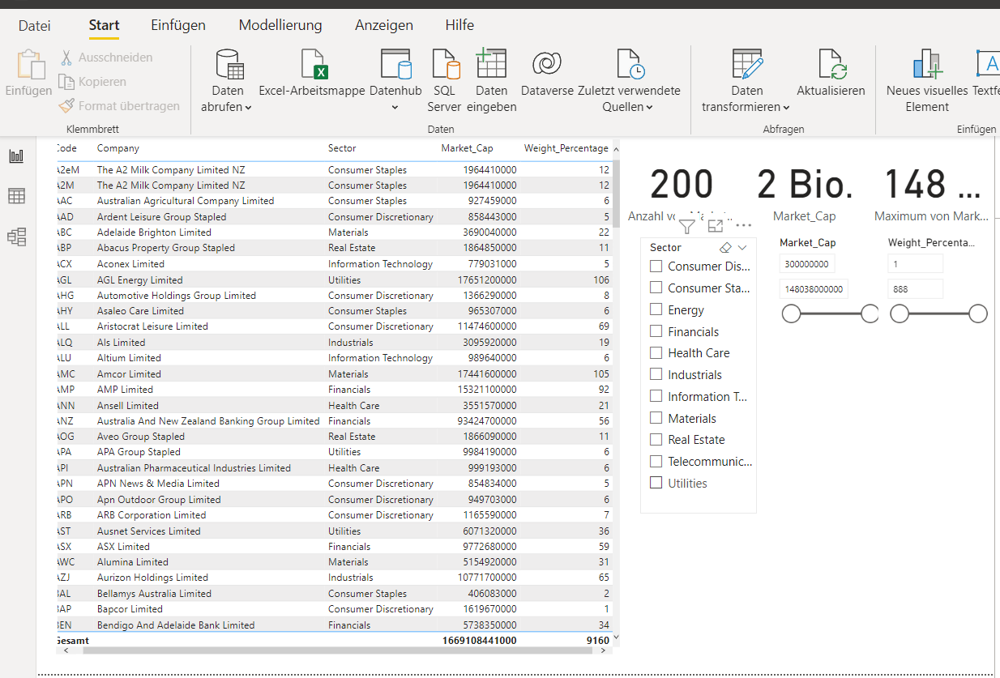 Datei Start Einfügen Modellierung Anzeigen Hilfe
Einfügen
Ausschneiden
Kopieren
Format übertragen
Klemmbrett
Daten abrufen
Excel-Arbeitsmappe
Datenhub
SQL Server
Daten eingeben
Dataverse
Zuletzt verwendete Quellen
Daten
Daten transformieren
Aktualisieren
Abfragen
Neues visuelles Element
Textfe
Einfügen
Code Company Sector Market_Cap Weight_Percentage
A2eM The A2 Milk Company Limited NZ Consumer Staples 1964410000 12
A2M The A2 Milk Company Limited NZ Consumer Staples 1964410000 12
AAC Australian Agricultural Company Limited Consumer Staples 927459000 6
AAD Ardent Leisure Group Stapled Consumer Discretionary 858443000 5
ABC Adelaide Brighton Limited Materials 3690040000 22
ABP Abacus Property Group Stapled Real Estate 1864850000 11
ACX Aconex Limited Information Technology 779031000 5
AGL AGL Energy Limited Utilities 17651200000 106
AHG Automotive Holdings Group Limited Consumer Discretionary 1366290000 8
AHY Asaleo Care Limited Consumer Staples 965307000 6
ALL Aristocrat Leisure Limited Consumer Discretionary 11474600000 69
ALQ Als Limited Industrials 3095920000 19
ALU Altium Limited Information Technology 989640000 6
AMC Amcor Limited Materials 17441600000 105
AMP AMP Limited Financials 15321100000 92
ANN Ansell Limited Health Care 3551570000 21
ANZ Australia And New Zealand Banking Group Limited Financials 93424700000 56
AOG Aveo Group Stapled Real Estate 1866090000 11
APA APA Group Stapled Utilities 9984190000 6
API Australian Pharmaceutical Industries Limited Health Care 999193000 6
APN APN News & Media Limited Consumer Discretionary 854834000 5
APO Apn Outdoor Group Limited Consumer Discretionary 949703000 6
ARB ARB Corporation Limited Consumer Discretionary 1165590000 7
AST Ausnet Services Limited Utilities 6071320000 36
ASX ASX Limited Financials 9772680000 59
AWC Alumina Limited Materials 5154920000 31
AZJ Aurizon Holdings Limited Industrials 10771700000 65
BAL Bellamys Australia Limited Consumer Staples 406083000 2
BAP Bapcor Limited Consumer Discretionary 1619670000 1
BEN Bendigo And Adelaide Bank Limited Financials 5738350000 34
Gesamt 1669108441000 9160
200
Anzahl
2 Bio.
Market_Cap
148 ...
Maximum von Mark...
Sector
Consumer Dis...
Consumer Sta...
Energy
Financials
Health Care
Industrials
Information T...
Materials
Real Estate
Telecommunic...
Utilities
Market_Cap
300000000
148038000000
Weight_Percenta...
1
888